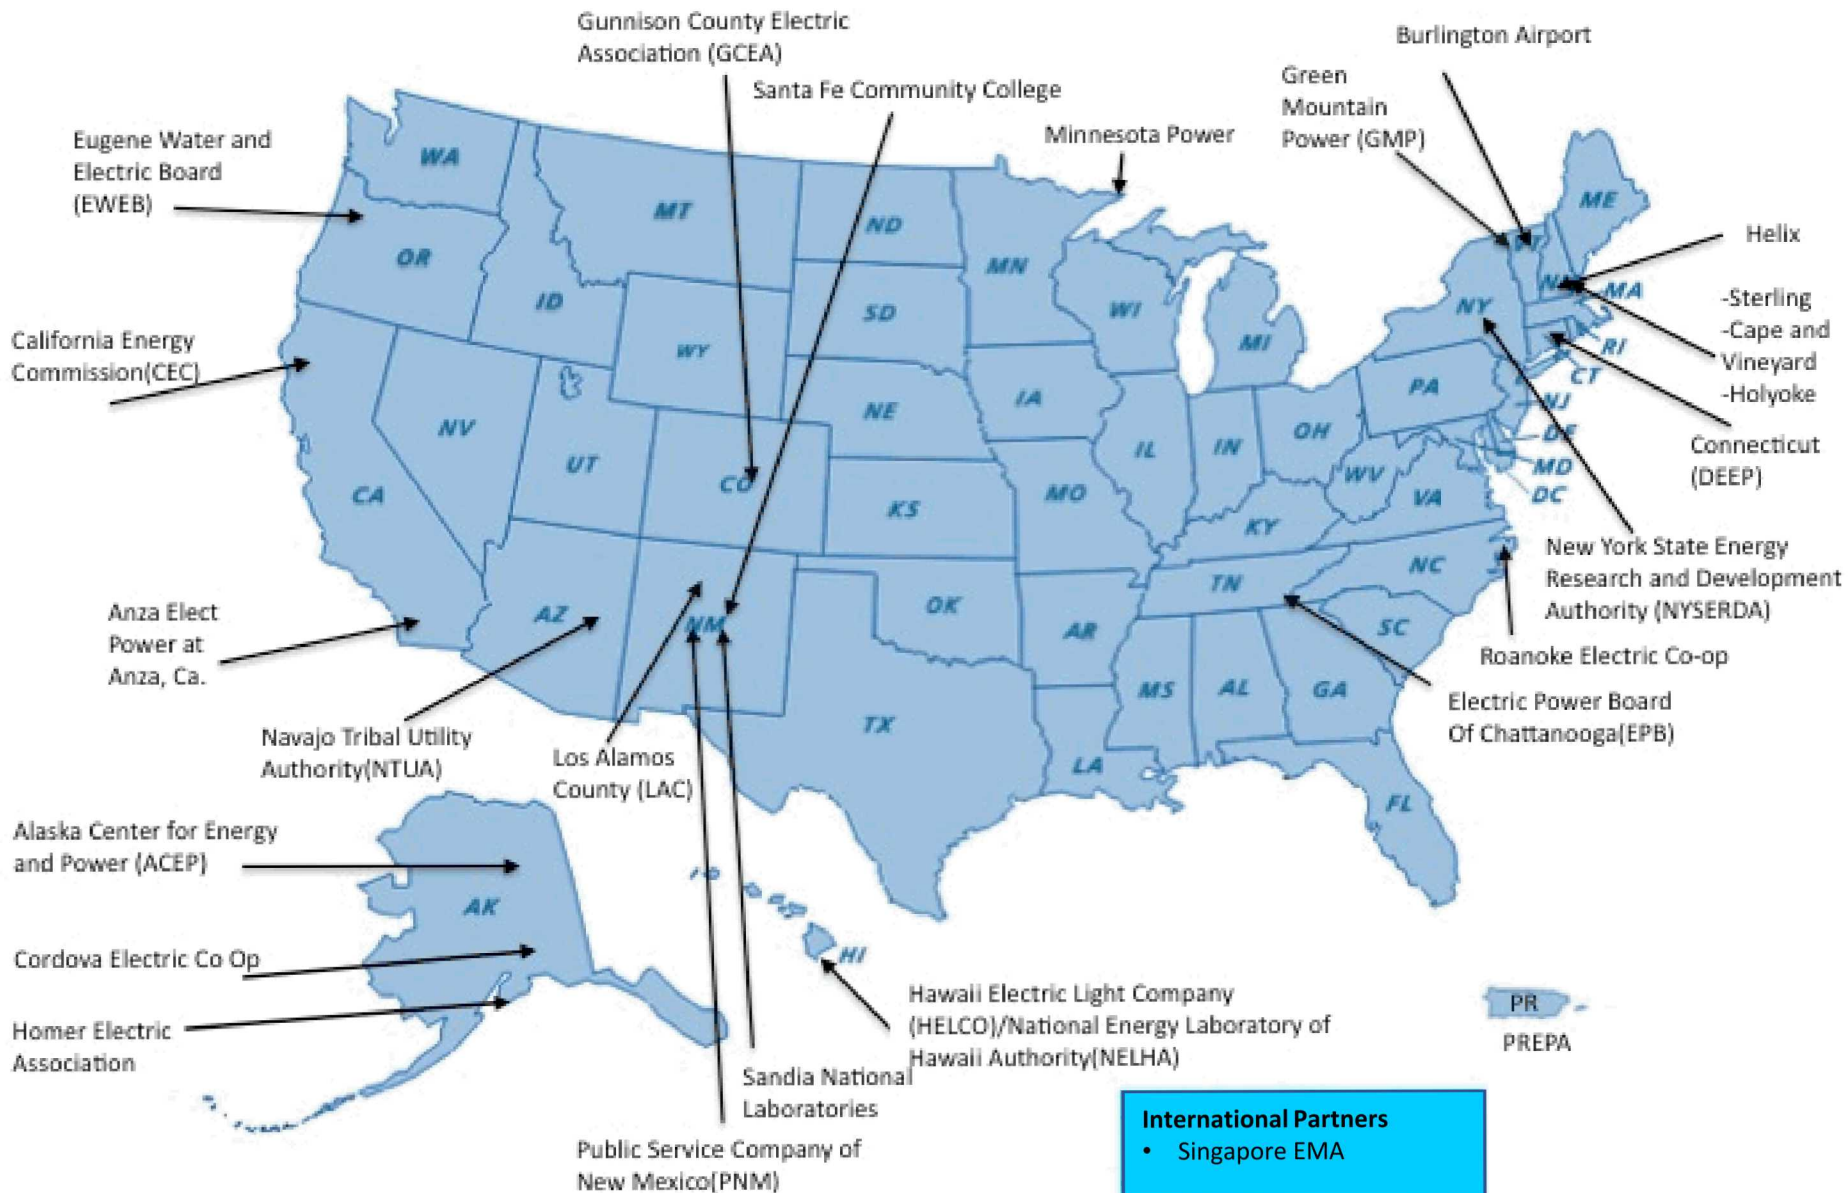 Gunnison County Electric
Association (GCEA)
Santa Fe Community College
Minnesota Power
Burlington Airport
Green
Mountain
Power (GMP)
Eugene Water and
Electric Board
(EWEB)
Helix
-Sterling
-Cape and
Vineyard
-Holyoke
California Energy
Commission(CEC)
Connecticut
(DEEP)
New York State Energy
Research and Development
Authority (NYSERDA)
Anza Elect
Power at
Anza, Ca.
Roanoke Electric Co-op
Electric Power Board
Of Chattanooga(EPB)
Navajo Tribal Utility
Authority(NTUA)
Los Alamos
County (LAC)
Alaska Center for Energy
and Power (ACEP)
Cordova Electric Co Op
Homer Electric
Association
Hawaii Electric Light Company
(HELCO)/National Energy Laboratory of
Hawaii Authority(NELHA)
Sandia National
Laboratories
Public Service Company of
New Mexico(PNM)
PR
PREPA
International Partners
• Singapore EMA
WA
MT
ND
MN
ME
OR
ID
SD
WI
NY
MA
WY
MI
RI
CT
PA
NJ
IA
NE
NV
UT
CO
IL
IN
OH
DE
MD
DC
WV
VA
CA
KS
MO
KY
NC
TN
AZ
NM
OK
AR
SC
MS
AL
GA
TX
LA
FL
AK
HI